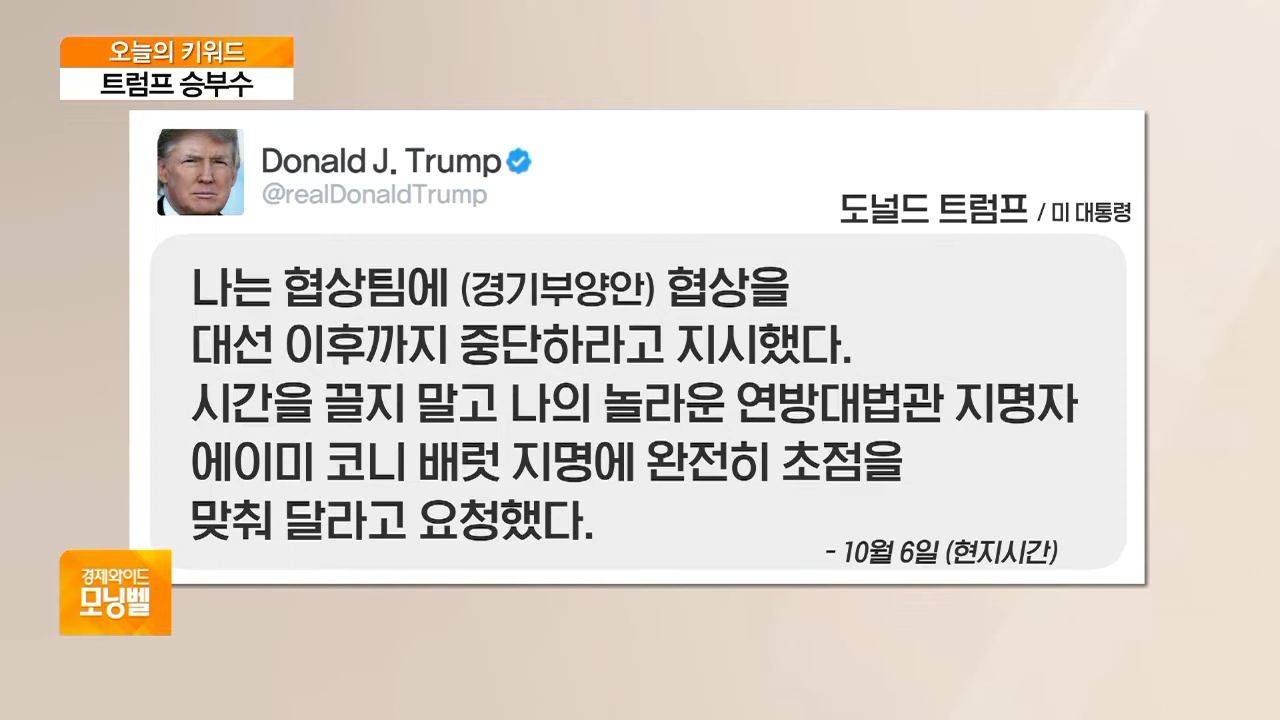 오늘의 키워드
트럼프 승부수
Donald J. Trump
@realDonaldTrump
도널드 트럼프 / 미 대통령
나는 협상팀에 (경기부양안) 협상을
대선 이후까지 중단하라고 지시했다.
시간을 끌지 말고 나의 놀라운 연방대법관 지명자
에이미 코니 배럿 지명에 완전히 초점을
맞춰 달라고 요청했다.
- 10월 6일 (현지시간)
경제와이드
모닝벨